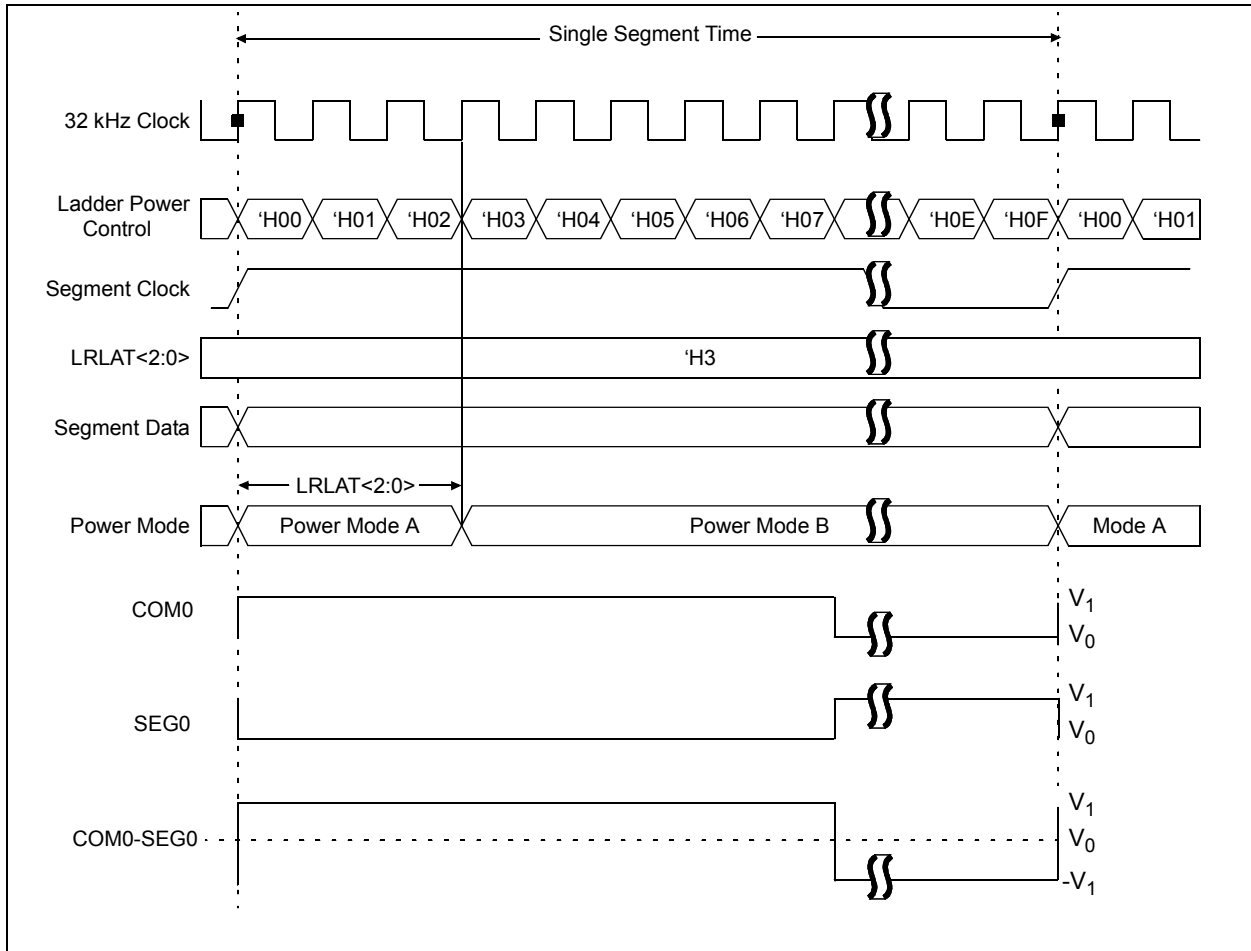 Single Segment Time
32 kHz Clock
Ladder Power
Control
‘H00 ‘H01 ‘H02 ‘H03 ‘H04 ‘H05 ‘H06 ‘H07 ‘H0E ‘H0F ‘H00 ‘H01
Segment Clock
LRLAT<2:0>
‘H3
Segment Data
LRLAT<2:0>
Power Mode
Power Mode A
Power Mode B
Mode A
COM0
V1
V0
SEG0
V1
V0
COM0-SEG0
V1
V0
-V1